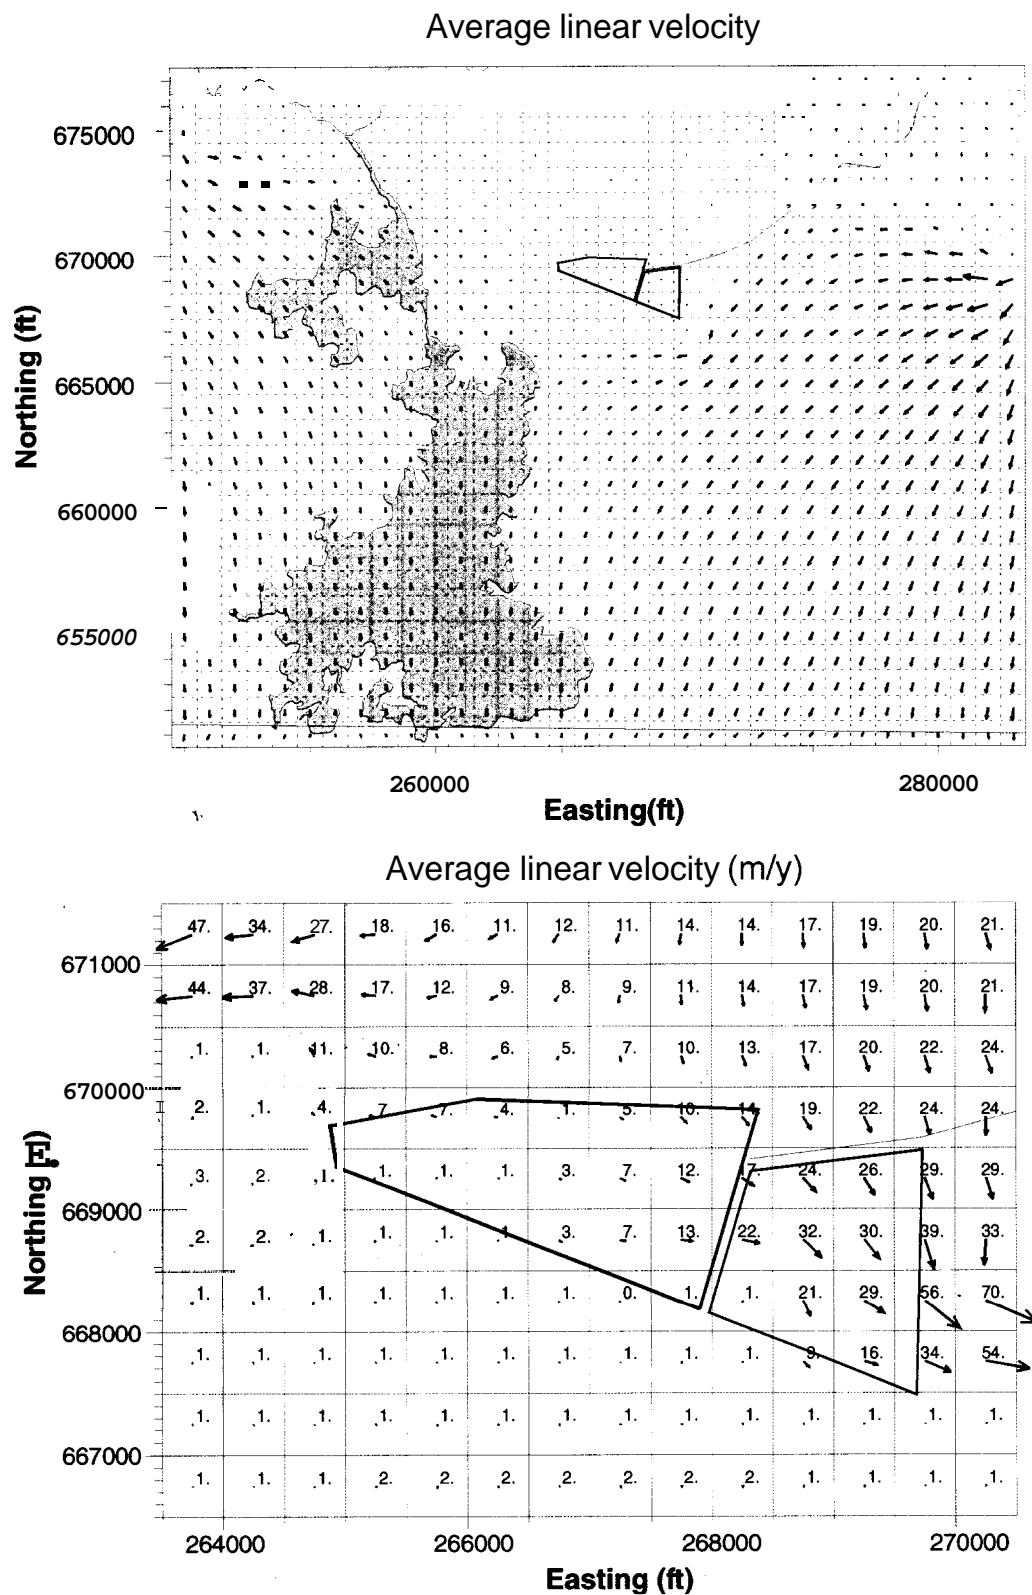 Average linear velocity
675000
670000
665000
660000
655000
Northing (ft)
260000 280000
Easting(ft)
Average linear velocity (m/y)
47. 34. 27. 18. 16. 11. 12. 11. 14. 14. 17. 19. 20. 21.
671000
44. 37. 28. 17. 12. 9. 8. 9. 11. 14. 17. 19. 20. 21.
1. 1. 11. 10. 8. 6. 5. 7. 10. 13. 17. 20. 22. 24.
670000
2. 1. 4. 7. 7. 4. 1. 5. 10. 14. 19. 22. 24. 24.
3. 2. 1. 1. 1. 1. 3. 7. 12. 17. 24. 26. 29. 29.
669000
2. 2. 1. 1. 1. 1. 3. 7. 13. 22. 32. 30. 39. 33.
1. 1. 1. 1. 1. 1. 1. 0. 1. 1. 21. 29. 56. 70.
668000
1. 1. 1. 1. 1. 1. 1. 1. 1. 1. 9. 16. 34. 54.
1. 1. 1. 1. 1. 1. 1. 1. 1. 1. 1. 1. 1. 1.
667000
1. 1. 1. 2. 2. 2. 2. 2. 2. 2. 1. 1. 1. 1.
Northing
264000 266000 268000 270000
Easting (ft)